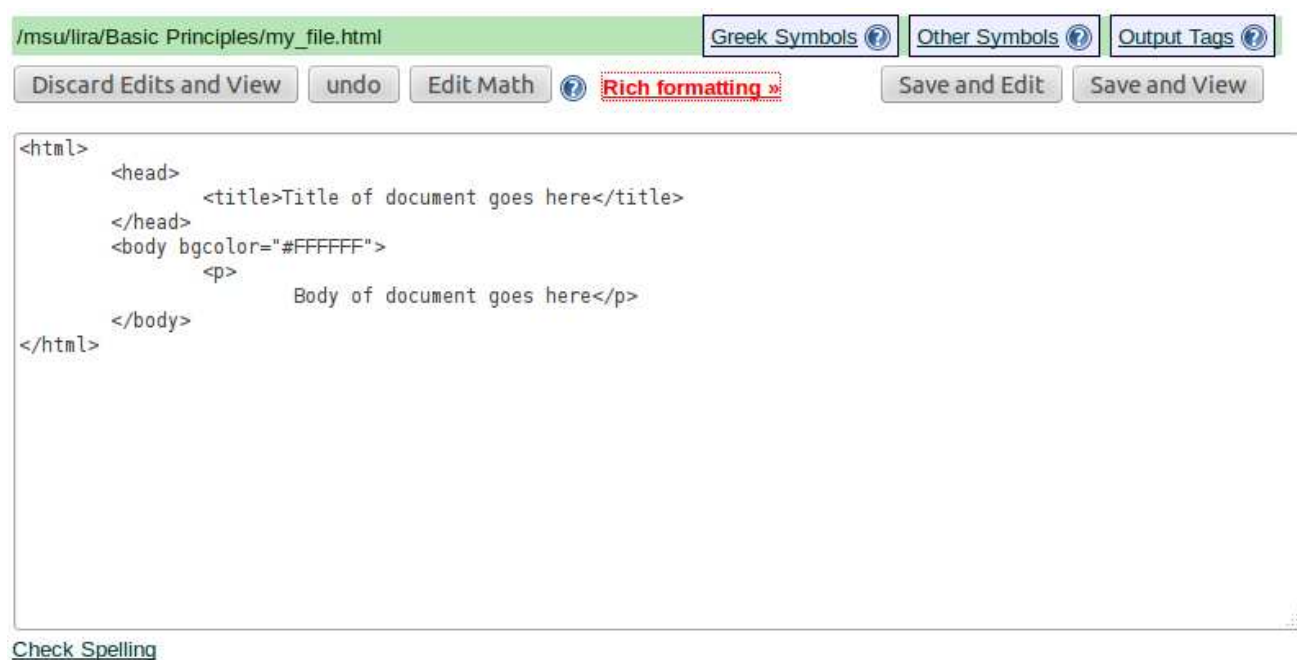 /msu/lira/Basic Principles/my_file.html Greek Symbols Other Symbols Output Tags
Discard Edits and View undo Edit Math Rich formatting » Save and Edit Save and View
<html>
<head>
<title>Title of document goes here</title>
</head>
<body bgcolor="#FFFFFF">
<p>
Body of document goes here</p>
</body>
</html>
Check Spelling